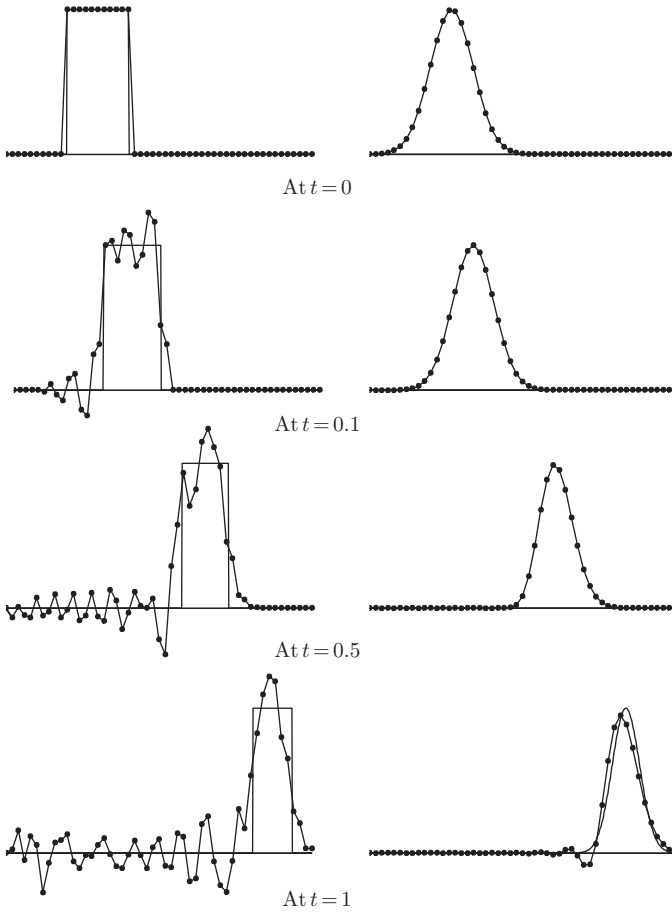 At t = 0
At t = 0.1
At t = 0.5
At t = 1